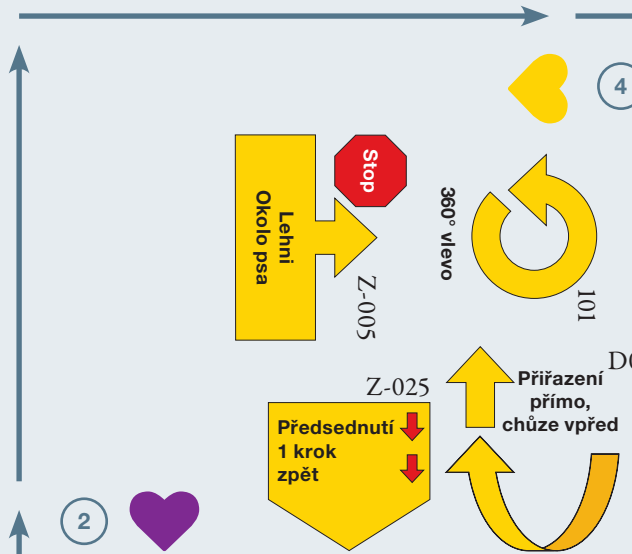 4
Stop
Lehni
Okolo psa
Z-005
360° vlevo
101
Z-025
Předsednutí
1 krok
zpět
Přiřazení
přímo,
chůze vpřed
2